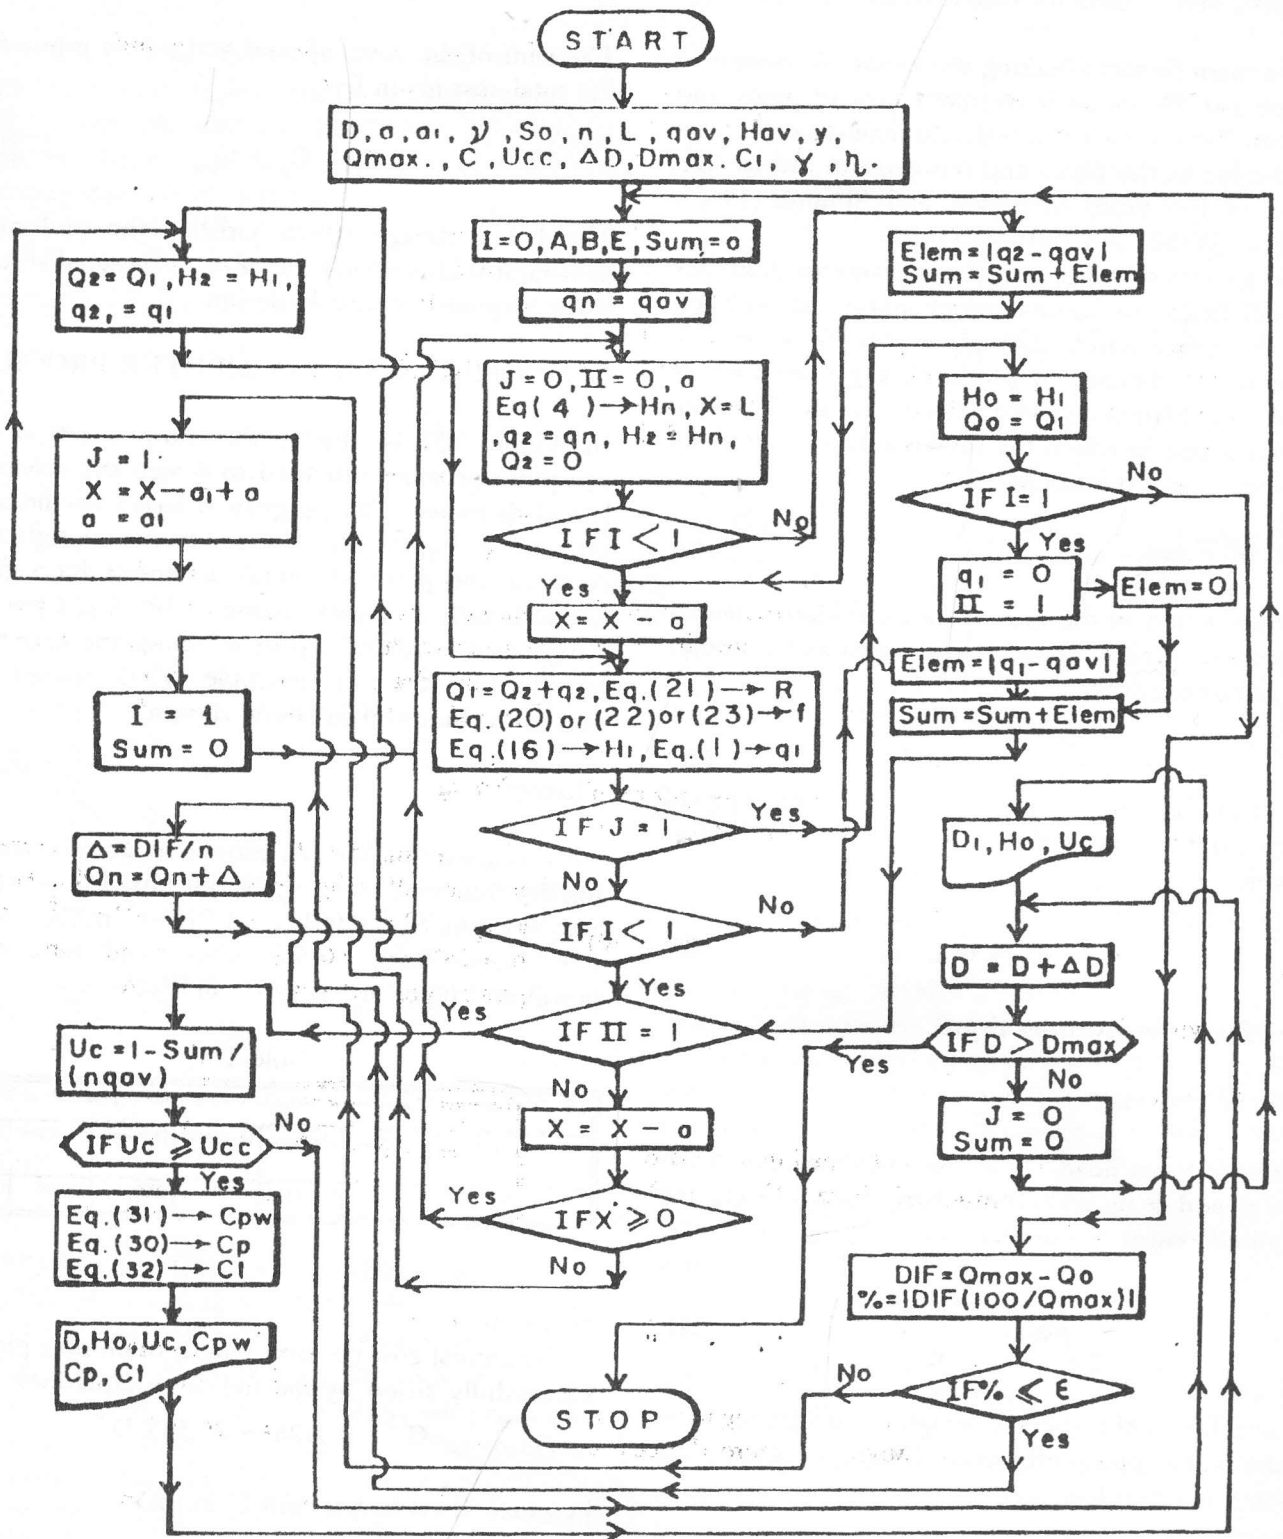 START
D, a, a1, ν, So, n, L, qav, Hav, y,
Qmax., C, Ucc, ΔD, Dmax. C1, γ, η.
I=0, A, B, E, Sum=0
qn = qav
J=0, II=0, a
Eq(4)→Hn, X=L
,q2=qn, H2=Hn,
Q2=0
IF I < 1
No
Yes
X= X - a
Q1=Q2+q2, Eq.(21)→R
Eq.(20) or (22) or (23)→f
Eq.(16)→H1, Eq.(1)→q1
IF J=1
Yes
No
IF I < 1
No
Yes
IF II = 1
Yes
No
X= X - a
IF X ⩾ 0
Yes
No
STOP
Q2=Q1, H2=H1,
q2,=q1
J = 1
X = X-a1+a
a = a1
I = 1
Sum = 0
Δ=DIF/n
Qn=Qn+Δ
Uc=1-Sum/
(nqav)
IF Uc ⩾ Ucc
No
Yes
Eq.(31)→Cpw
Eq.(30)→Cp
Eq.(32)→Ct
D, Ho, Uc, Cpw
Cp, Ct
Elem=|q2-qav|
Sum=Sum+Elem
Ho = H1
Qo = Q1
IF I= 1
No
Yes
q1 = 0
II = 1
Elem=0
Elem=|q1-qav|
Sum=Sum+Elem
D1, Ho, Uc
D = D+ΔD
IF D > Dmax
Yes
No
J = 0
Sum=0
DIF=Qmax-Qo
%=|DIF(100/Qmax)|
IF% ⩽ E
No
Yes